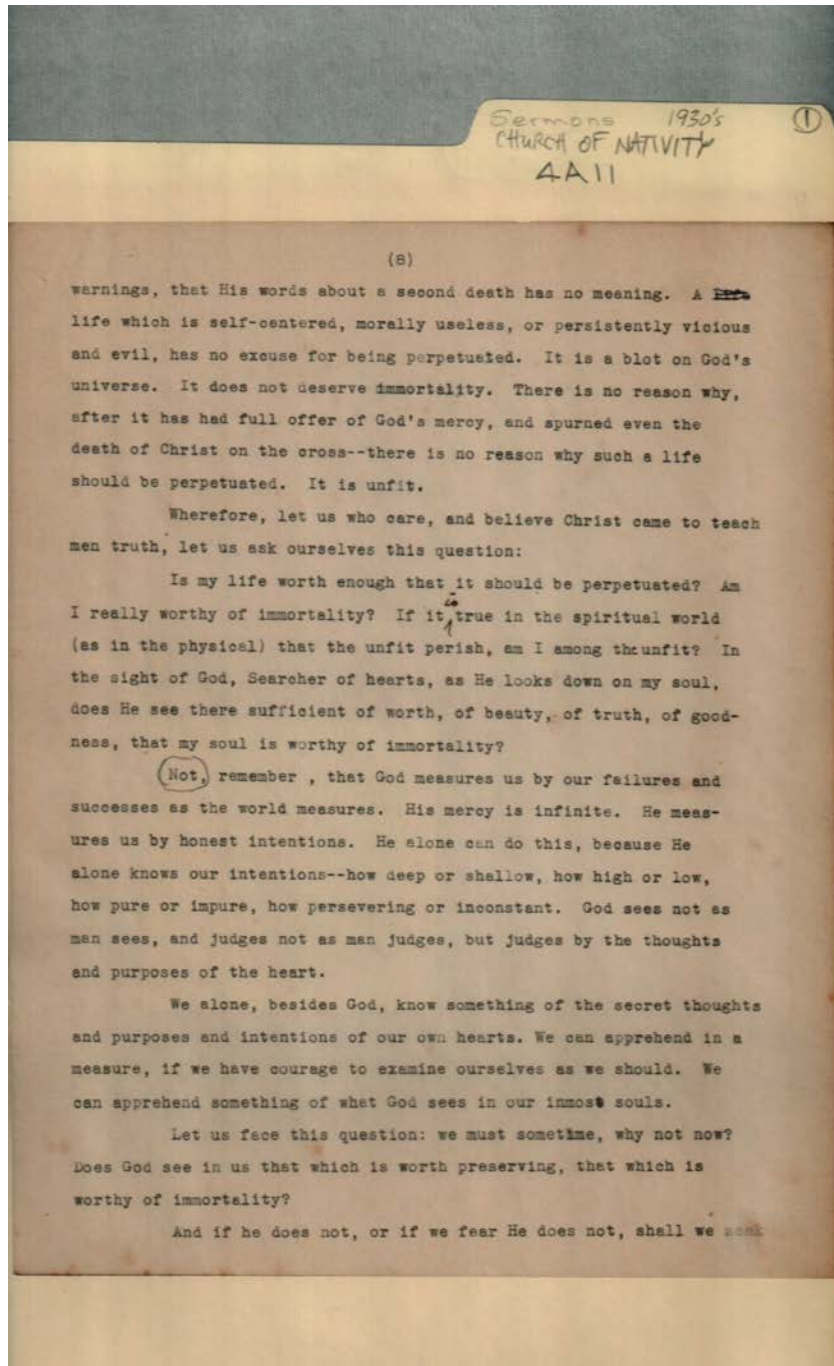 Sermons 1930's ①
CHURCH OF NATIVITY
4A11
(8)
warnings, that His words about a second death has no meaning. A
life which is self-centered, morally useless, or persistently vicious
and evil, has no excuse for being perpetuated. It is a blot on God's
universe. It does not deserve immortality. There is no reason why,
after it has had full offer of God's mercy, and spurned even the
death of Christ on the cross--there is no reason why such a life
should be perpetuated. It is unfit.
Wherefore, let us who care, and believe Christ came to teach
men truth, let us ask ourselves this question:
Is my life worth enough that it should be perpetuated? Am
I really worthy of immortality? If it is true in the spiritual world
(as in the physical) that the unfit perish, am I among the unfit? In
the sight of God, Searcher of hearts, as He looks down on my soul,
does He see there sufficient of worth, of beauty, of truth, of good-
ness, that my soul is worthy of immortality?
Not, remember , that God measures us by our failures and
successes as the world measures. His mercy is infinite. He meas-
ures us by honest intentions. He alone can do this, because He
alone knows our intentions--how deep or shallow, how high or low,
how pure or impure, how persevering or inconstant. God sees not as
man sees, and judges not as man judges, but judges by the thoughts
and purposes of the heart.
We alone, besides God, know something of the secret thoughts
and purposes and intentions of our own hearts. We can apprehend in a
measure, if we have courage to examine ourselves as we should. We
can apprehend something of what God sees in our inmost souls.
Let us face this question: we must sometime, why not now?
Does God see in us that which is worth preserving, that which is
worthy of immortality?
And if he does not, or if we fear He does not, shall we